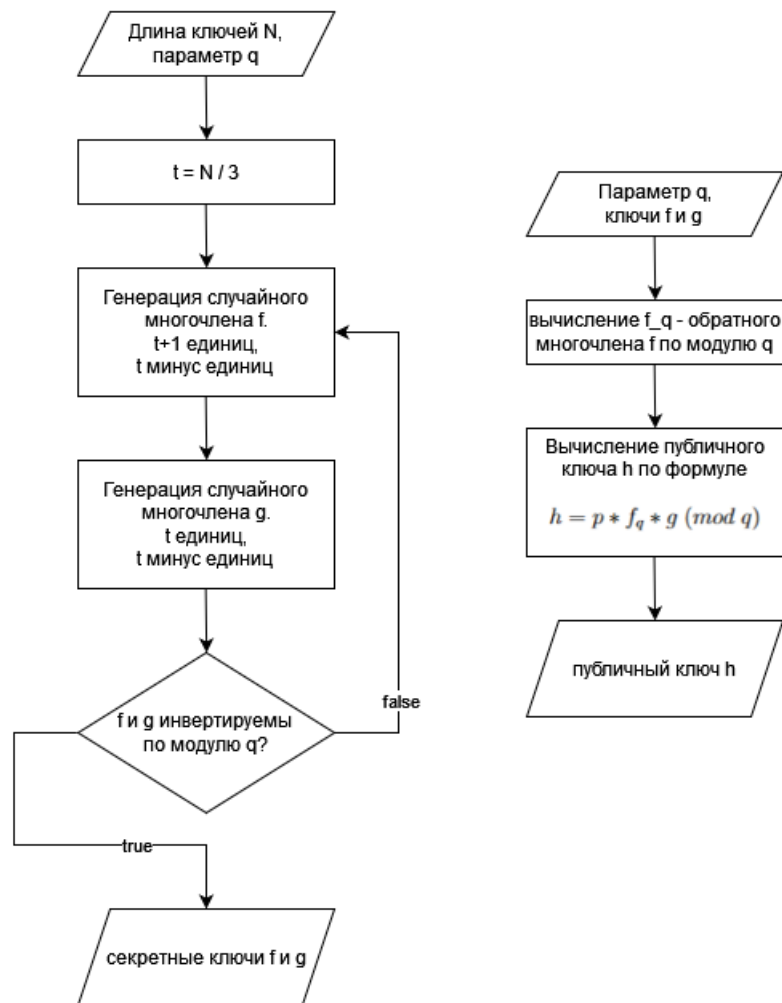 Длина ключей N,
параметр q
t = N / 3
Генерация случайного
многочлена f.
t+1 единиц,
t минус единиц
Генерация случайного
многочлена g.
t единиц,
t минус единиц
f и g инвертируемы
по модулю q?
false
true
секретные ключи f и g
Параметр q,
ключи f и g
вычисление f_q - обратного
многочлена f по модулю q
Вычисление публичного
ключа h по формуле
h = p * f_q * g (mod q)
публичный ключ h